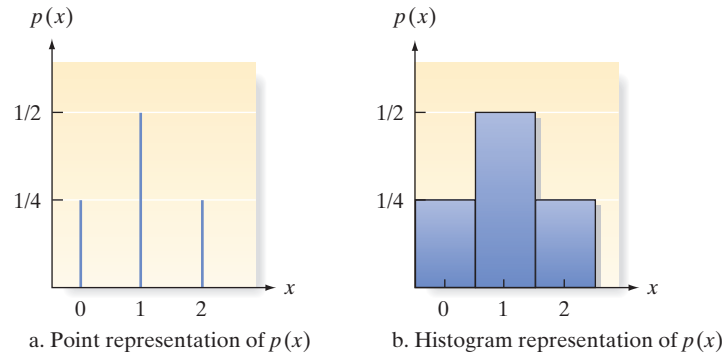 p(x)
1/2
1/4
0 1 2 x
a. Point representation of p(x)
p(x)
1/2
1/4
0 1 2 x
b. Histogram representation of p(x)